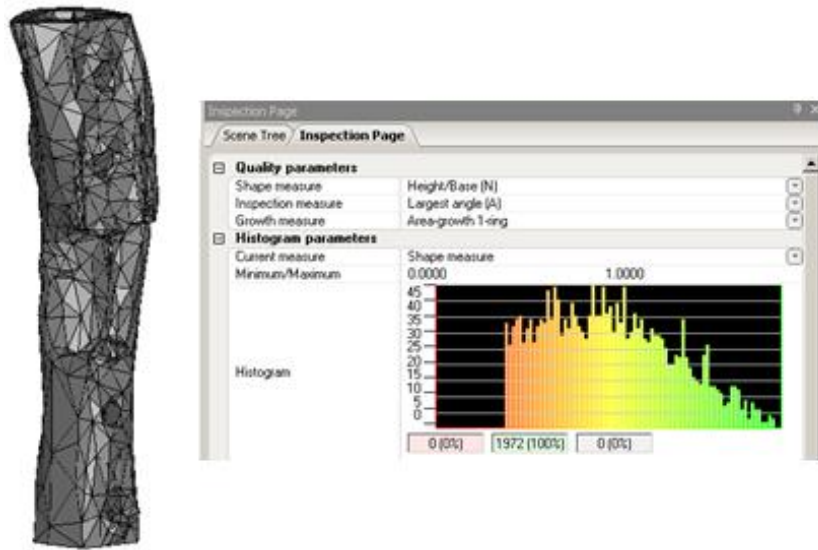 Inspection Page
Scene Tree Inspection Page
Quality parameters
Shape measure Height/Base (N)
Inspection measure Largest angle (A)
Growth measure Area-growth 1-ring
Histogram parameters
Current measure Shape measure
Minimum/Maximum 0.0000 1.0000
45
40
35
30
25
20
15
10
5
0
Histogram
0 (0%) 1972 (100%) 0 (0%)